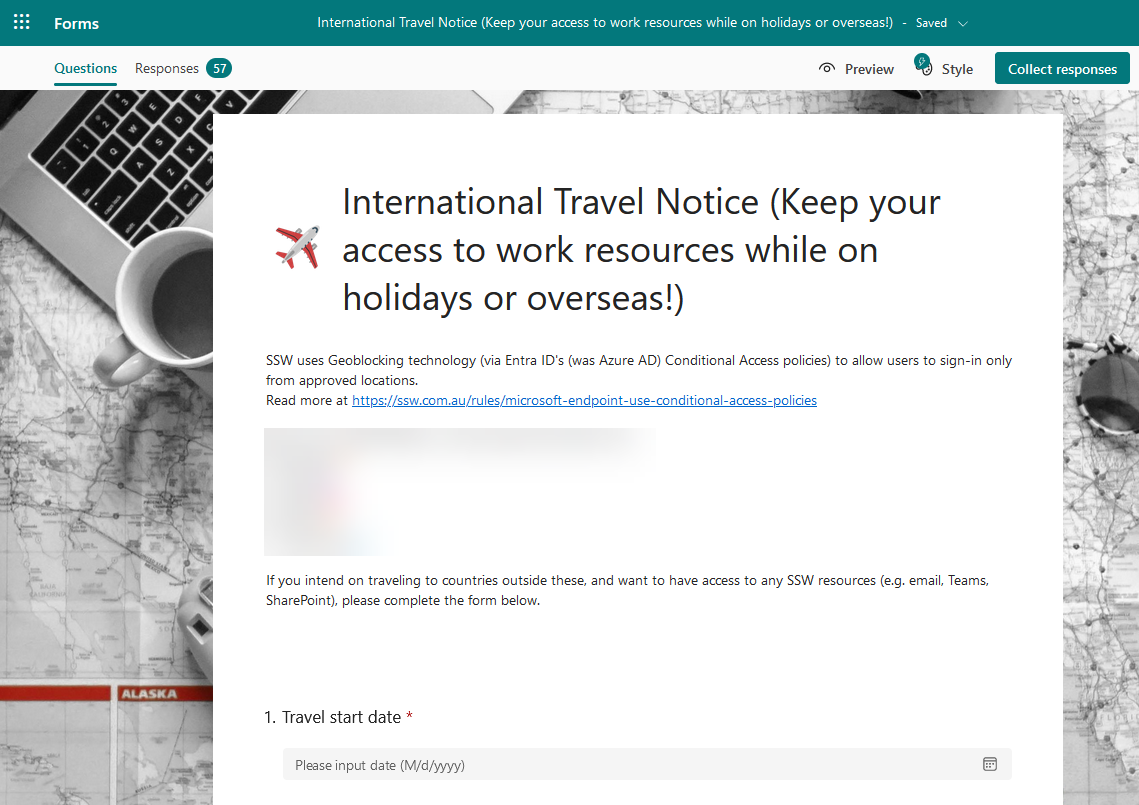 Forms
International Travel Notice (Keep your access to work resources while on holidays or overseas!) - Saved
Questions
Responses 57
Preview
Style
Collect responses
International Travel Notice (Keep your
access to work resources while on
holidays or overseas!)
SSW uses Geoblocking technology (via Entra ID's (was Azure AD) Conditional Access policies) to allow users to sign-in only
from approved locations.
Read more at https://ssw.com.au/rules/microsoft-endpoint-use-conditional-access-policies
If you intend on traveling to countries outside these, and want to have access to any SSW resources (e.g. email, Teams,
SharePoint), please complete the form below.
ALASKA
1. Travel start date *
Please input date (M/d/yyyy)